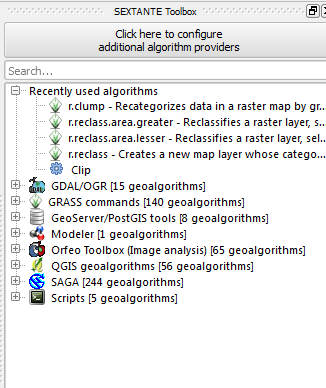 SEXTANTE Toolbox
Click here to configure
additional algorithm providers
Search...
Recently used algorithms
r.clump - Recategorizes data in a raster map by gr...
r.reclass.area.greater - Reclassifies a raster layer, s...
r.reclass.area.lesser - Reclassifies a raster layer, sel...
r.reclass - Creates a new map layer whose catego...
Clip
GDAL/OGR [15 geoalgorithms]
GRASS commands [140 geoalgorithms]
GeoServer/PostGIS tools [8 geoalgorithms]
Modeler [1 geoalgorithms]
Orfeo Toolbox (Image analysis) [65 geoalgorithms]
QGIS geoalgorithms [56 geoalgorithms]
SAGA [244 geoalgorithms]
Scripts [5 geoalgorithms]